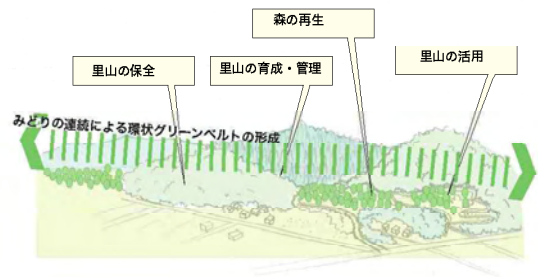 森の再生
里山の活用
里山の保全
里山の育成・管理
みどりの連続による環状グリーンベルトの形成